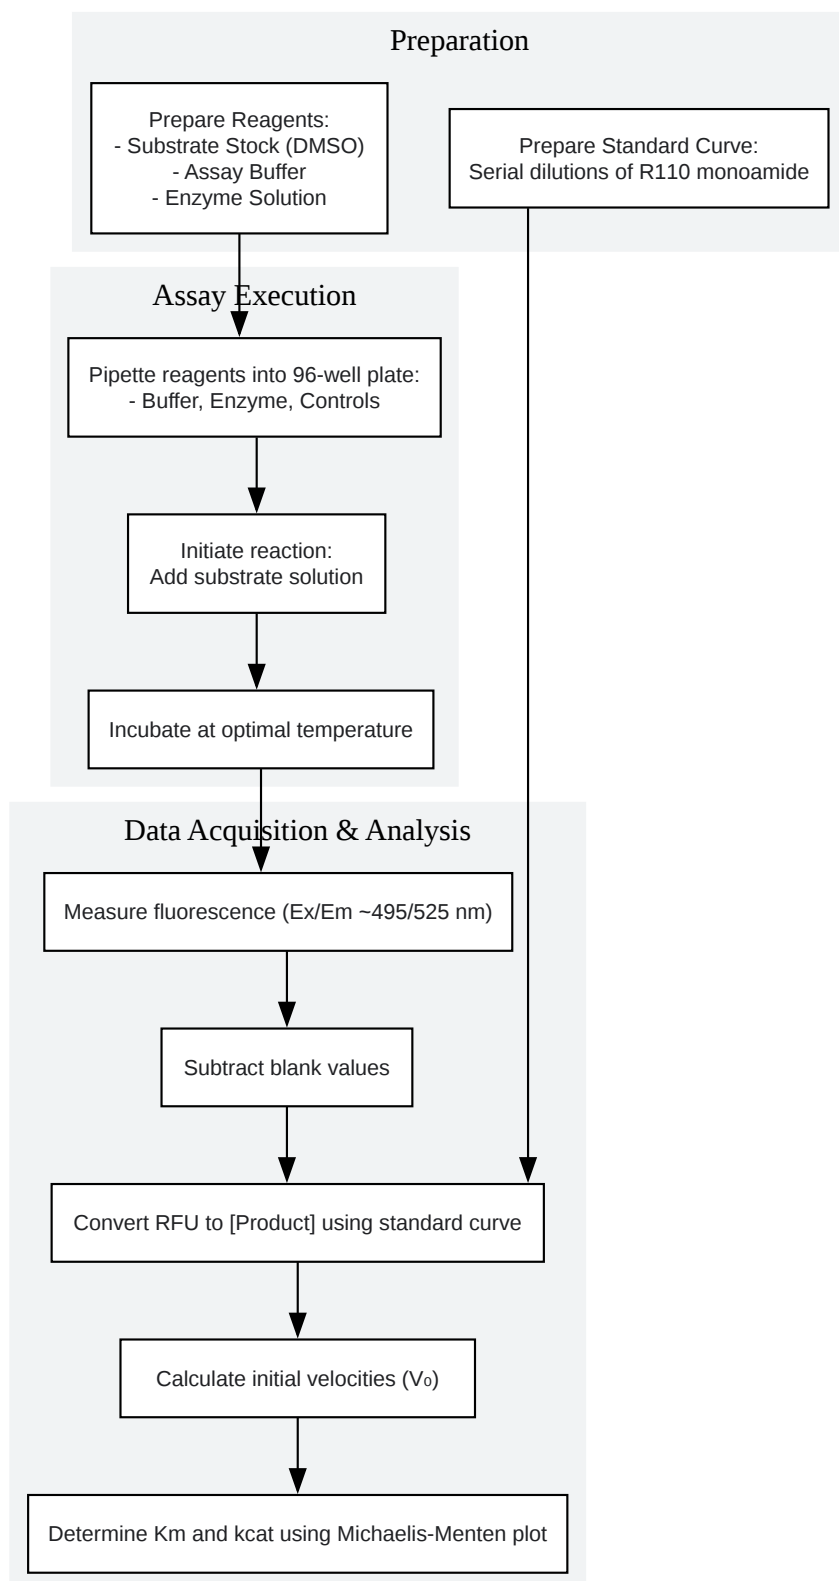 Preparation
Prepare Reagents:
- Substrate Stock (DMSO)
- Assay Buffer
- Enzyme Solution
Prepare Standard Curve:
Serial dilutions of R110 monoamide
Assay Execution
Pipette reagents into 96-well plate:
- Buffer, Enzyme, Controls
Initiate reaction:
Add substrate solution
Incubate at optimal temperature
Data Acquisition & Analysis
Measure fluorescence (Ex/Em ~495/525 nm)
Subtract blank values
Convert RFU to [Product] using standard curve
Calculate initial velocities (V₀)
Determine Km and kcat using Michaelis-Menten plot